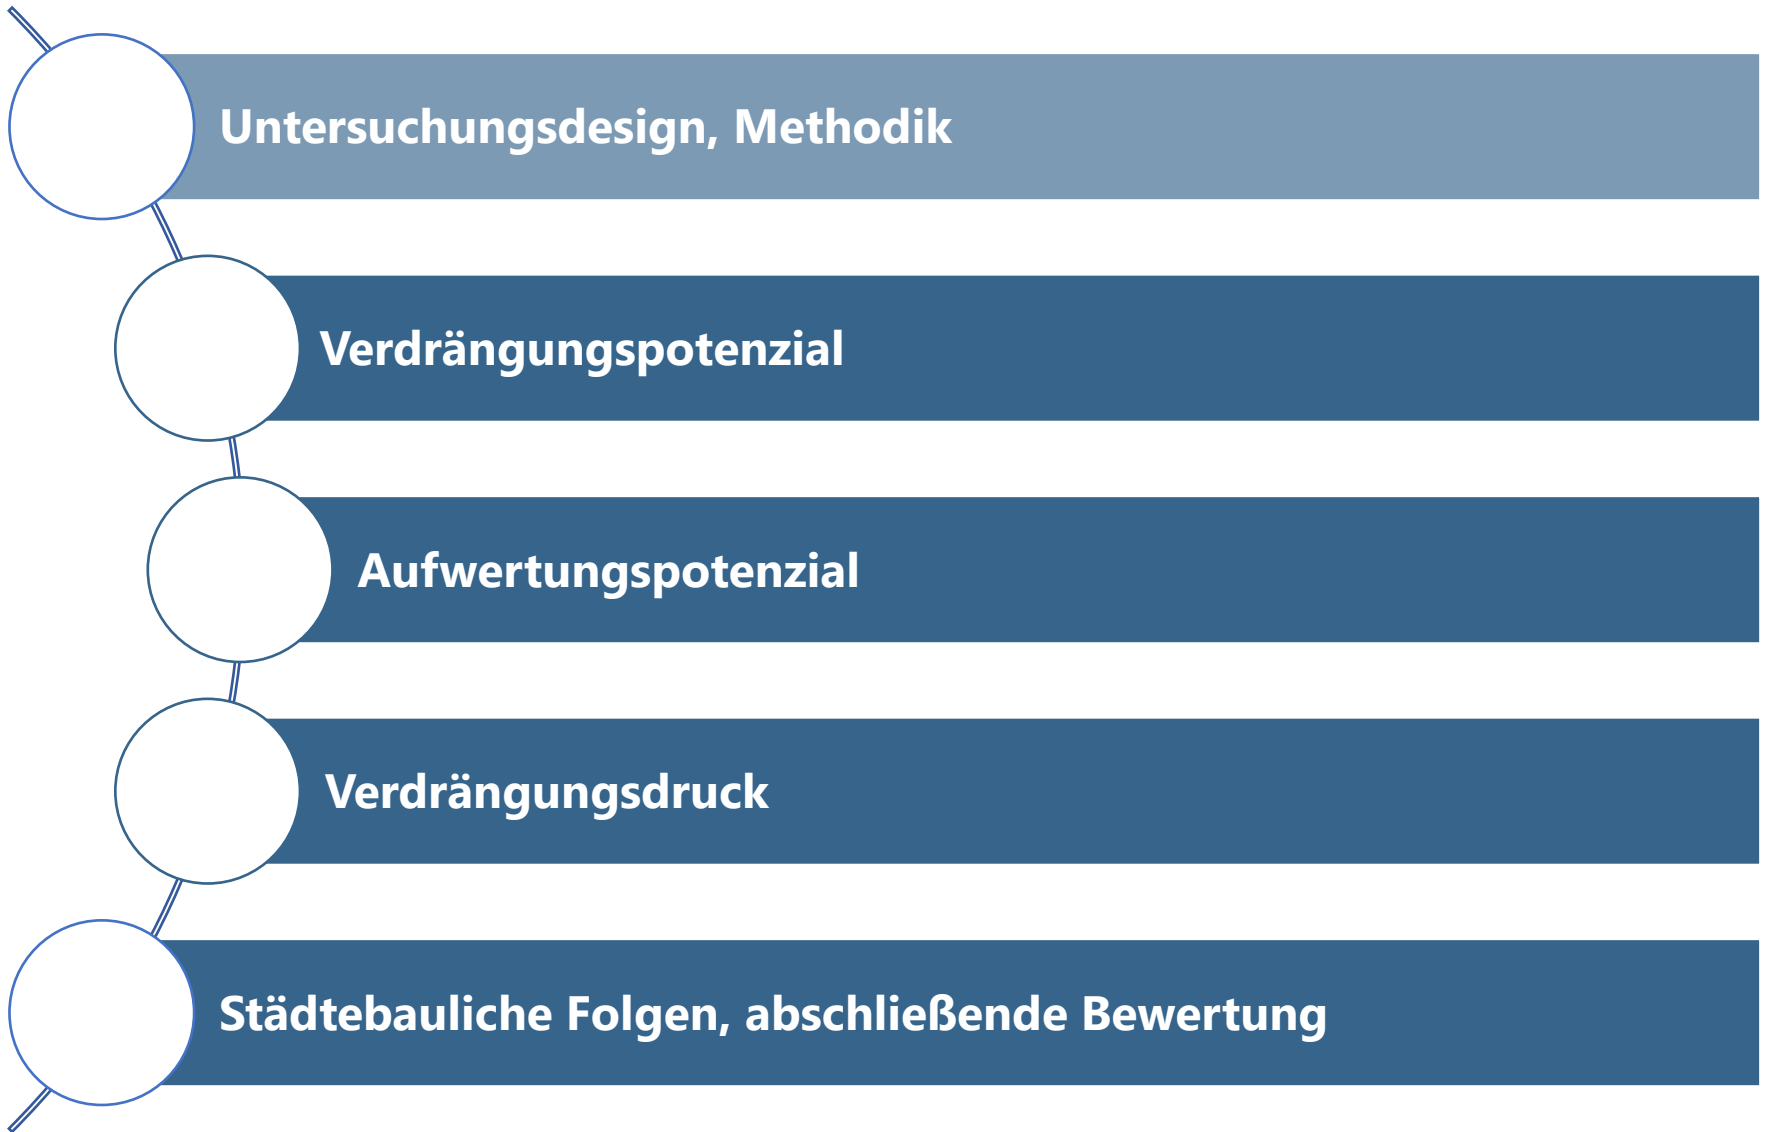 Untersuchungsdesign, Methodik
Verdrängungspotenzial
Aufwertungspotenzial
Verdrängungsdruck
Städtebauliche Folgen, abschließende Bewertung